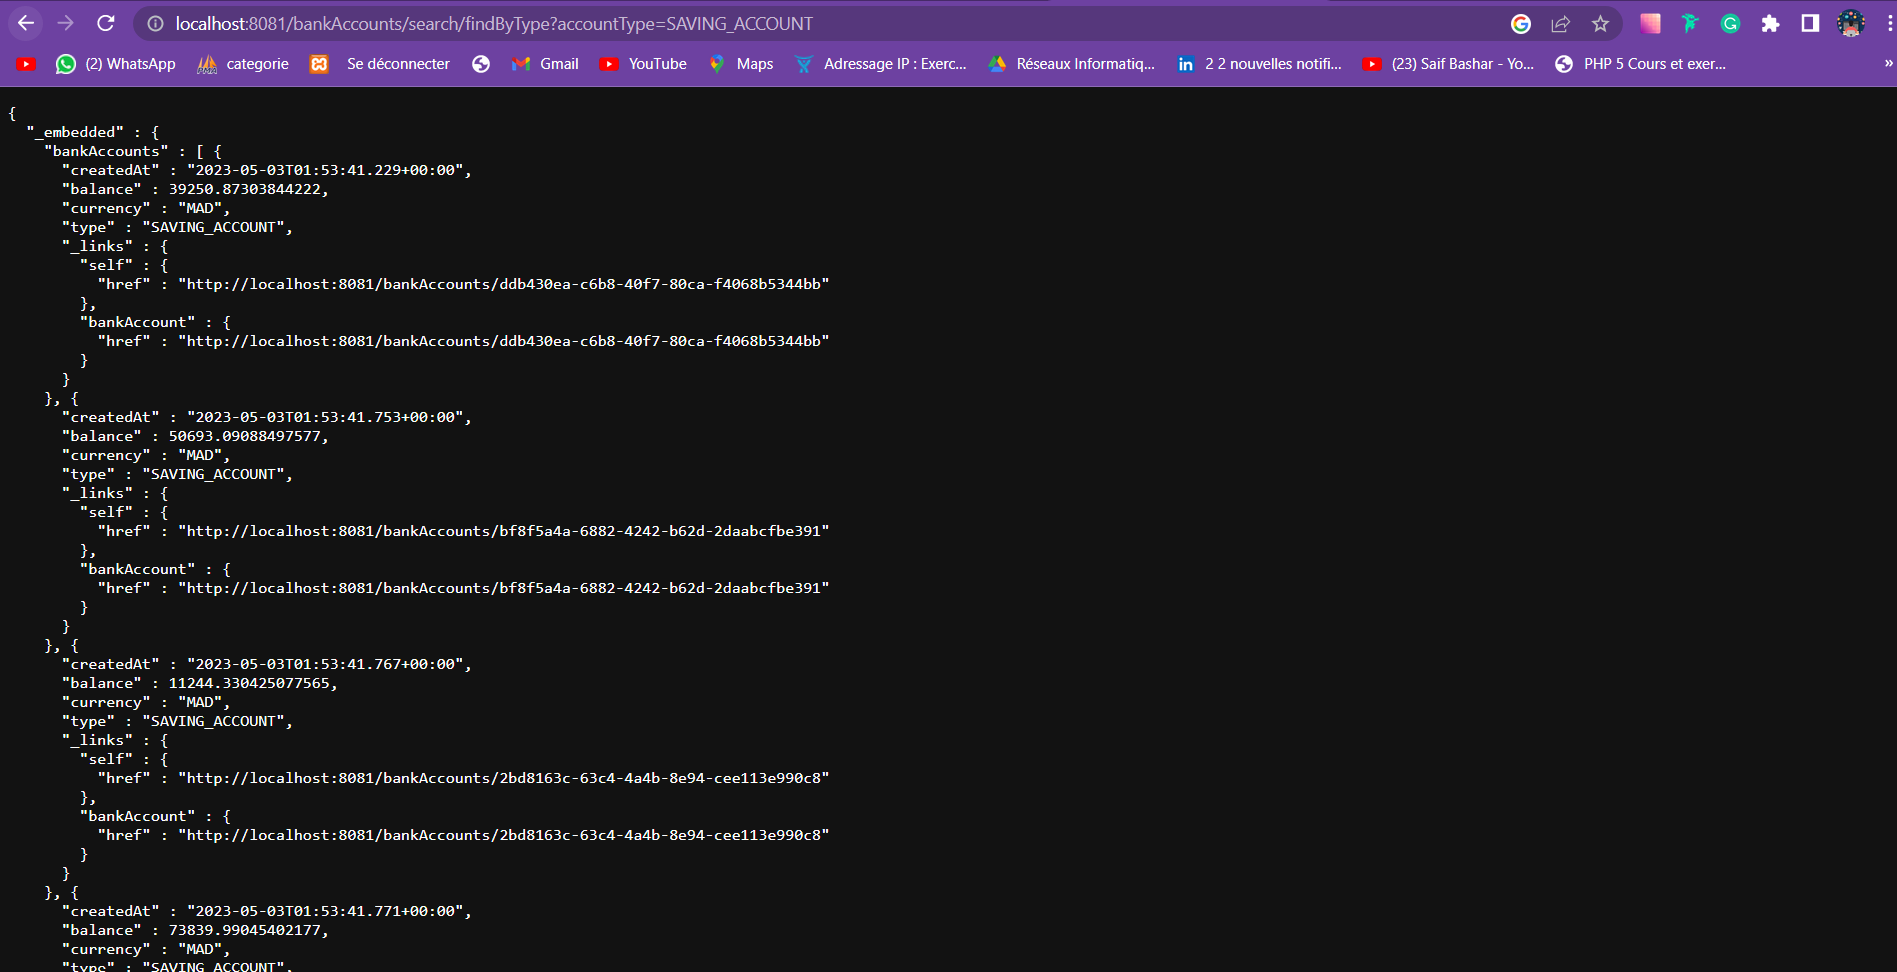 localhost:8081/bankAccounts/search/findByType?accountType=SAVING_ACCOUNT
(2) WhatsApp categorie Se déconnecter Gmail YouTube Maps Adressage IP : Exerc... Réseaux Informatiq... 2 2 nouvelles notifi... (23) Saif Bashar - Yo... PHP 5 Cours et exer... »
{
"_embedded" : {
"bankAccounts" : [ {
"createdAt" : "2023-05-03T01:53:41.229+00:00",
"balance" : 39250.87303844222,
"currency" : "MAD",
"type" : "SAVING_ACCOUNT",
"_links" : {
"self" : {
"href" : "http://localhost:8081/bankAccounts/ddb430ea-c6b8-40f7-80ca-f4068b5344bb"
},
"bankAccount" : {
"href" : "http://localhost:8081/bankAccounts/ddb430ea-c6b8-40f7-80ca-f4068b5344bb"
}
}
}, {
"createdAt" : "2023-05-03T01:53:41.753+00:00",
"balance" : 50693.09088497577,
"currency" : "MAD",
"type" : "SAVING_ACCOUNT",
"_links" : {
"self" : {
"href" : "http://localhost:8081/bankAccounts/bf8f5a4a-6882-4242-b62d-2daabcfbe391"
},
"bankAccount" : {
"href" : "http://localhost:8081/bankAccounts/bf8f5a4a-6882-4242-b62d-2daabcfbe391"
}
}
}, {
"createdAt" : "2023-05-03T01:53:41.767+00:00",
"balance" : 11244.330425077565,
"currency" : "MAD",
"type" : "SAVING_ACCOUNT",
"_links" : {
"self" : {
"href" : "http://localhost:8081/bankAccounts/2bd8163c-63c4-4a4b-8e94-cee113e990c8"
},
"bankAccount" : {
"href" : "http://localhost:8081/bankAccounts/2bd8163c-63c4-4a4b-8e94-cee113e990c8"
}
}
}, {
"createdAt" : "2023-05-03T01:53:41.771+00:00",
"balance" : 73839.99045402177,
"currency" : "MAD",
"type" : "SAVING_ACCOUNT",